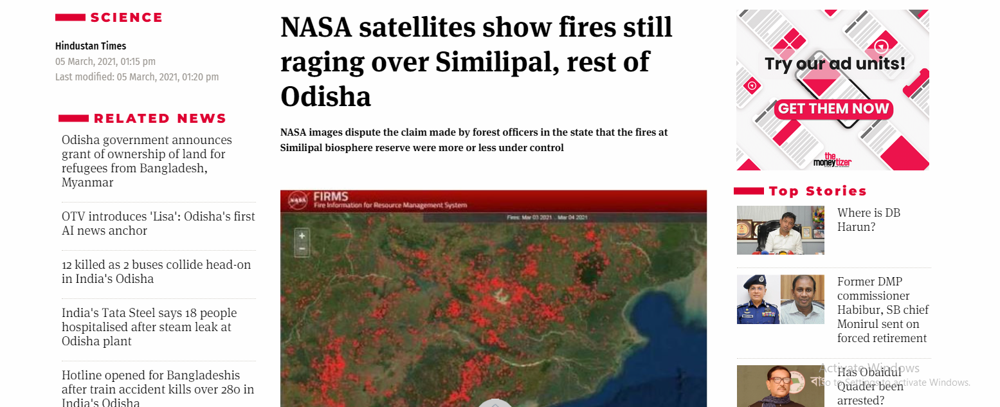 SCIENCE
Hindustan Times
05 March, 2021, 01:15 pm
Last modified: 05 March, 2021, 01:20 pm
RELATED NEWS
Odisha government announces
grant of ownership of land for
refugees from Bangladesh,
Myanmar
OTV introduces 'Lisa': Odisha's first
AI news anchor
12 killed as 2 buses collide head-on
in India's Odisha
India's Tata Steel says 18 people
hospitalised after steam leak at
Odisha plant
Hotline opened for Bangladeshis
after train accident kills over 280 in
India's Odisha
NASA satellites show fires still
raging over Similipal, rest of
Odisha
NASA images dispute the claim made by forest officers in the state that the fires at
Similipal biosphere reserve were more or less under control
NASA
FIRMS
Fire Information for Resource Management System
Fires: Mar 03 2021 .. Mar 04 2021
+
−
Try our ad units!
GET THEM NOW
the
moneytizer
Top Stories
Where is DB
Harun?
Former DMP
commissioner
Habibur, SB chief
Monirul sent on
forced retirement
Has Obaidul
Quader been
arrested?
Activate Windows
Go to Settings to activate Windows.